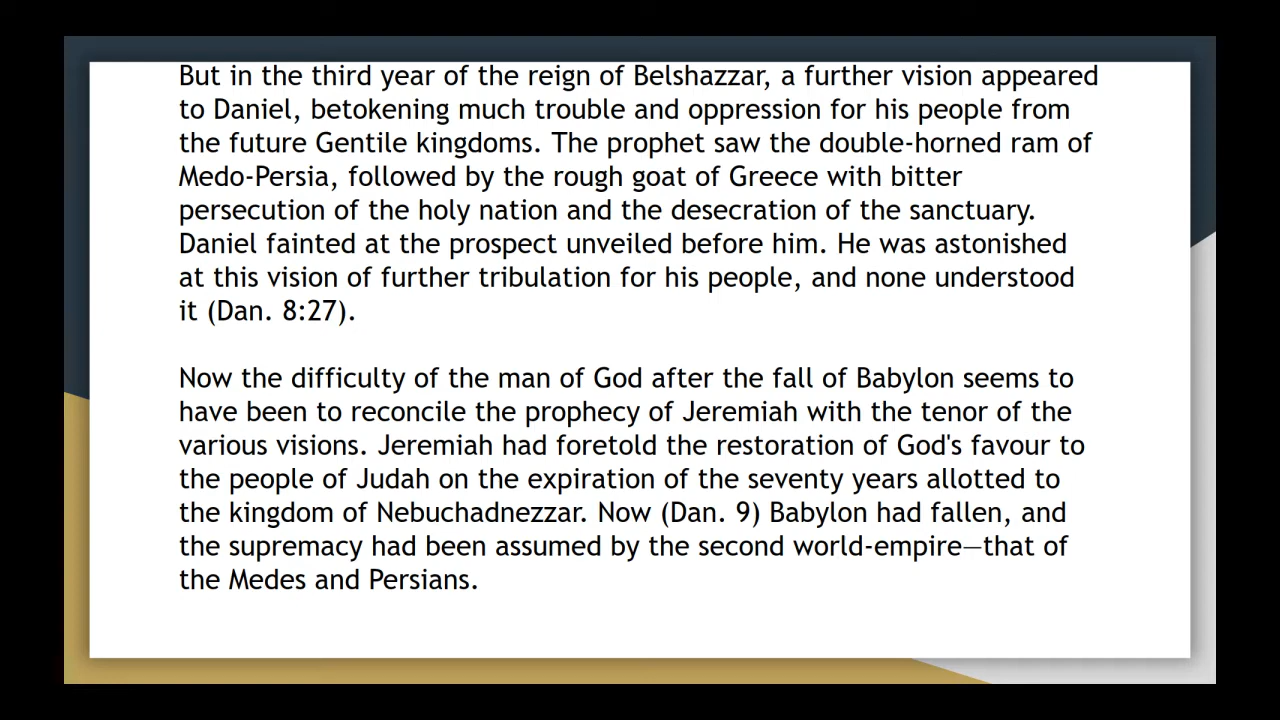 But in the third year of the reign of Belshazzar, a further vision appeared
to Daniel, betokening much trouble and oppression for his people from
the future Gentile kingdoms. The prophet saw the double-horned ram of
Medo-Persia, followed by the rough goat of Greece with bitter
persecution of the holy nation and the desecration of the sanctuary.
Daniel fainted at the prospect unveiled before him. He was astonished
at this vision of further tribulation for his people, and none understood
it (Dan. 8:27).
Now the difficulty of the man of God after the fall of Babylon seems to
have been to reconcile the prophecy of Jeremiah with the tenor of the
various visions. Jeremiah had foretold the restoration of God's favour to
the people of Judah on the expiration of the seventy years allotted to
the kingdom of Nebuchadnezzar. Now (Dan. 9) Babylon had fallen, and
the supremacy had been assumed by the second world-empire—that of
the Medes and Persians.